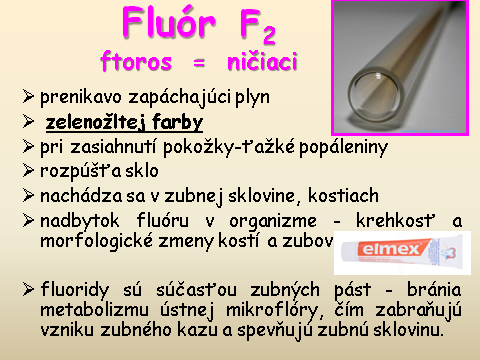 Fluór F₂
ftoros = ničiaci
➢ prenikavo zapáchajúci plyn
➢ zelenožltej farby
➢ pri zasiahnutí pokožky-ťažké popáleniny
➢ rozpúšťa sklo
➢ nachádza sa v zubnej sklovine, kostiach
➢ nadbytok fluóru v organizme - krehkosť a
morfologické zmeny kostí a zubov
elmex
➢ fluoridy sú súčasťou zubných pást - bránia
metabolizmu ústnej mikroflóry, čím zabraňujú
vzniku zubného kazu a spevňujú zubnú sklovinu.